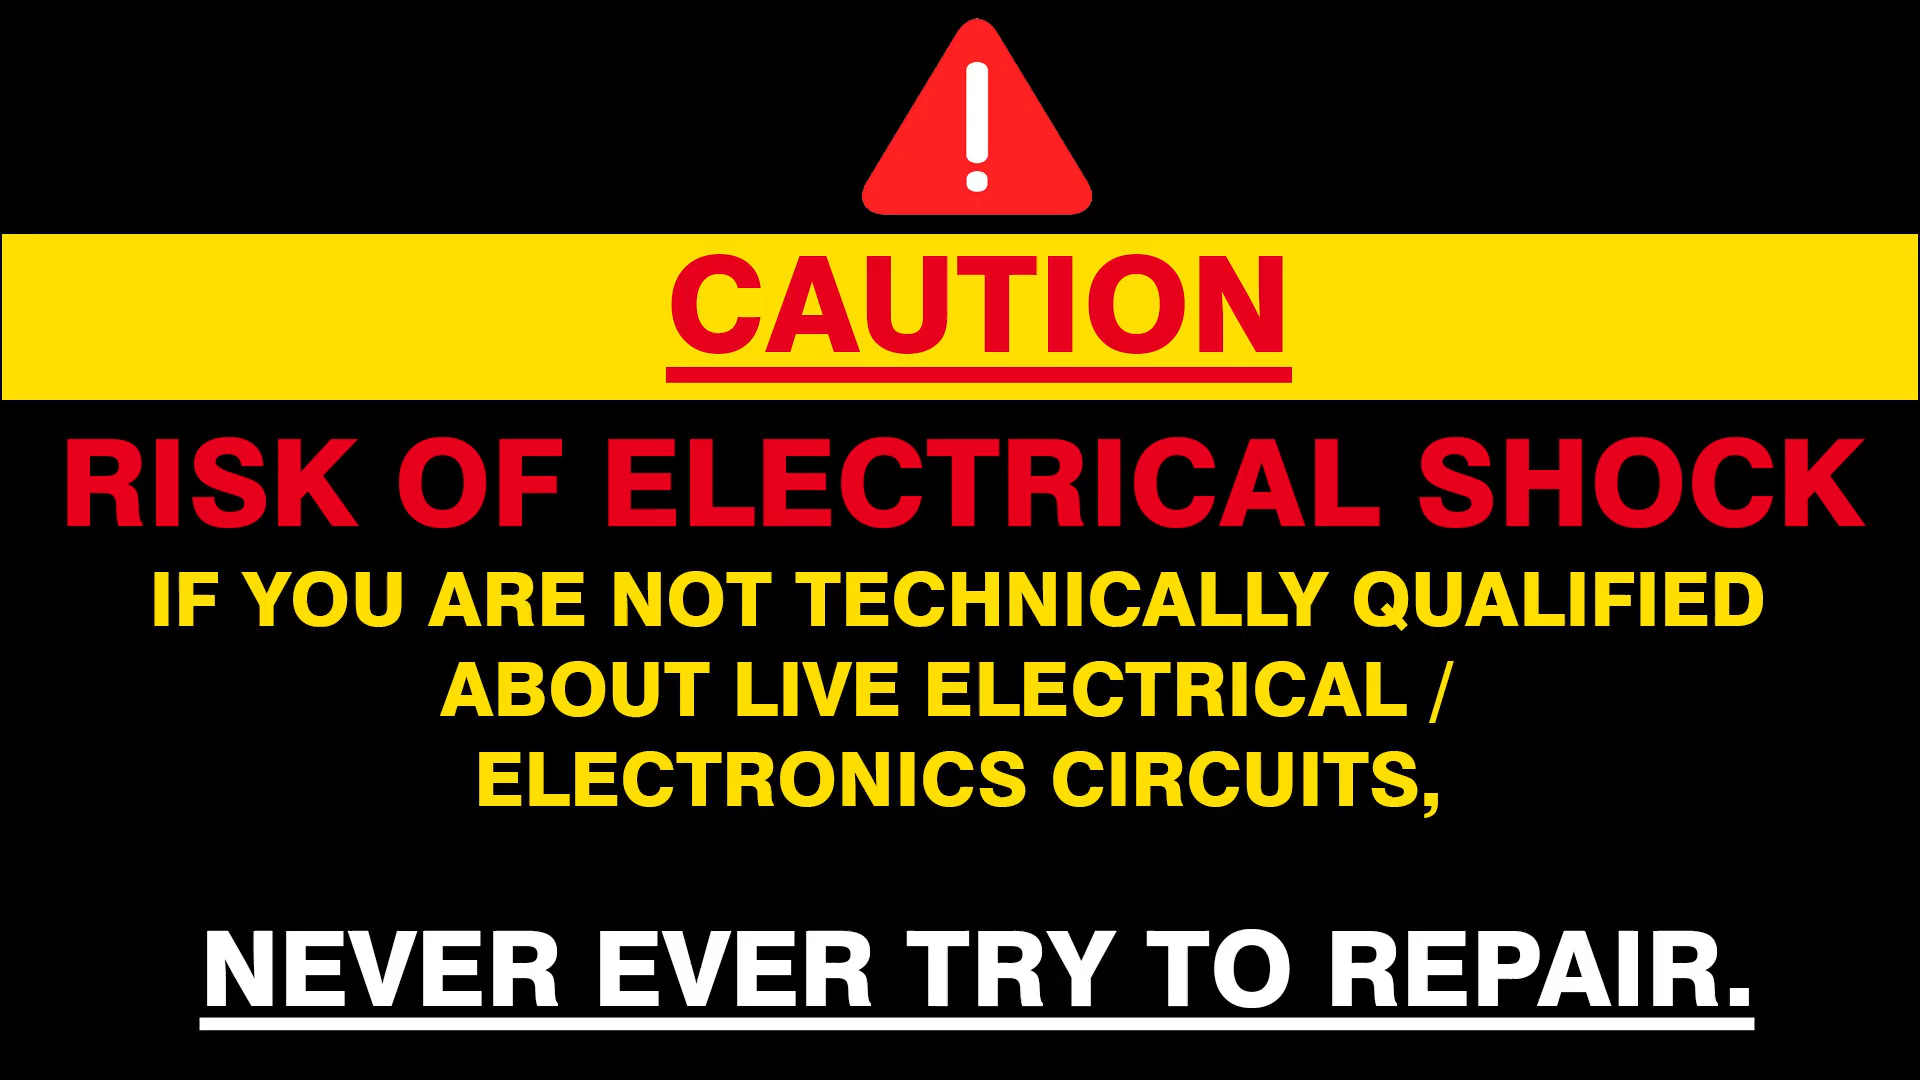 CAUTION
RISK OF ELECTRICAL SHOCK
IF YOU ARE NOT TECHNICALLY QUALIFIED
ABOUT LIVE ELECTRICAL /
ELECTRONICS CIRCUITS,
NEVER EVER TRY TO REPAIR.